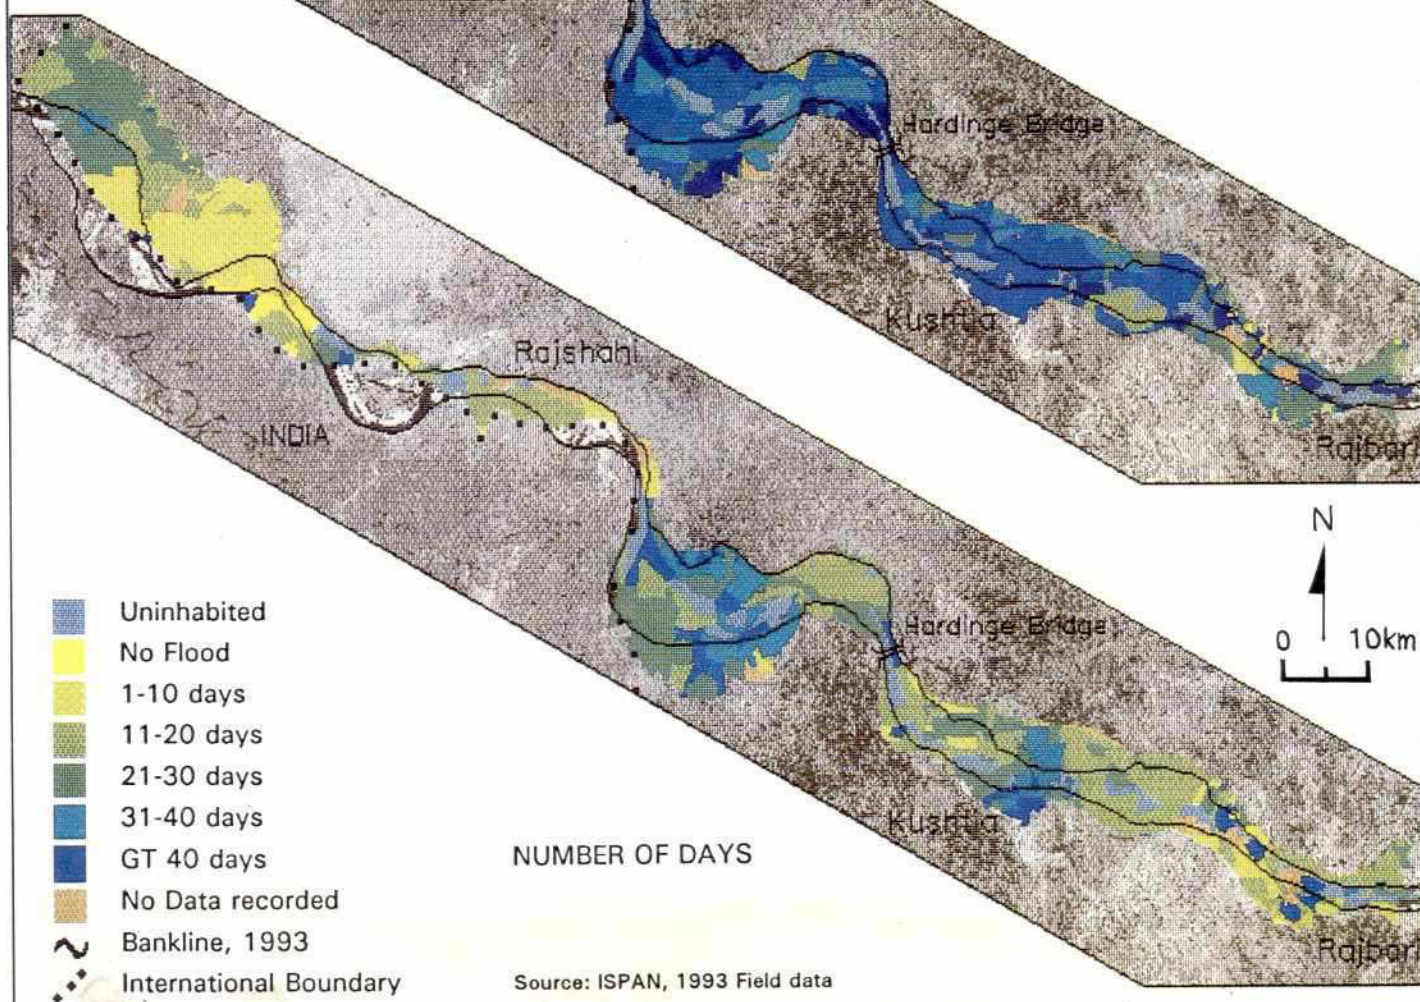 Hardinge Bridge
Kushtia
Rajbari
Rajshahi
INDIA
N
0 10km
Hardinge Bridge
Kushtia
Rajbari
Uninhabited
No Flood
1-10 days
11-20 days
21-30 days
31-40 days
GT 40 days
No Data recorded
Bankline, 1993
International Boundary
NUMBER OF DAYS
Source: ISPAN, 1993 Field data